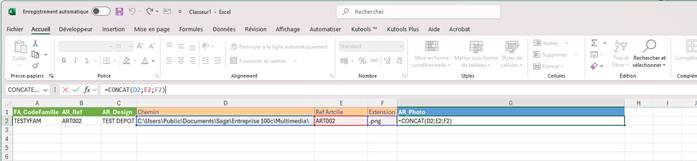 Enregistrement automatique Classeur1 - Excel Rechercher
Fichier Accueil Développeur Insertion Mise en page Formules Données Révision Affichage Automatiser Kutools ™ Kutools Plus Aide Acrobat
Coller
Renvoyer à la ligne automatiquement
Standard
Insérer
Supprimer
Format
Fusionner et centrer
Mise en forme Mettre sous forme Styles de
conditionnelle de tableau cellules
Trier et Rechercher et
filtrer sélectionner
Presse-papiers Police Alignement Nombre Styles Cellules Édition
CONCATE... =CONCAT(D2;E2;F2)
A B C D E F G H I
1 FA_CodeFamille AR_Ref AR_Design Chemin Ref Artcile Extension AR_Photo
2 TESTYFAM ART002 TEST DEPOT C:\Users\Public\Documents\Sage\Entreprise 100c\Multimedia\ ART002 .png =CONCAT(D2;E2;F2)
3
4
5
6